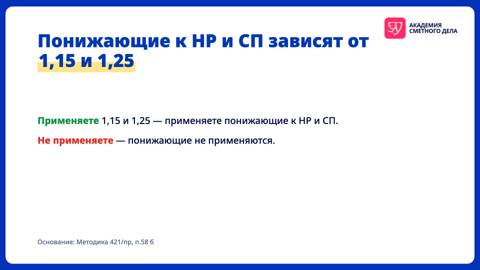 АКАДЕМИЯ
СМЕТНОГО ДЕЛА
Понижающие к НР и СП зависят от
1,15 и 1,25
Применяете 1,15 и 1,25 — применяете понижающие к НР и СП.
Не применяете — понижающие не применяются.
Основание: Методика 421/пр, п.58 б